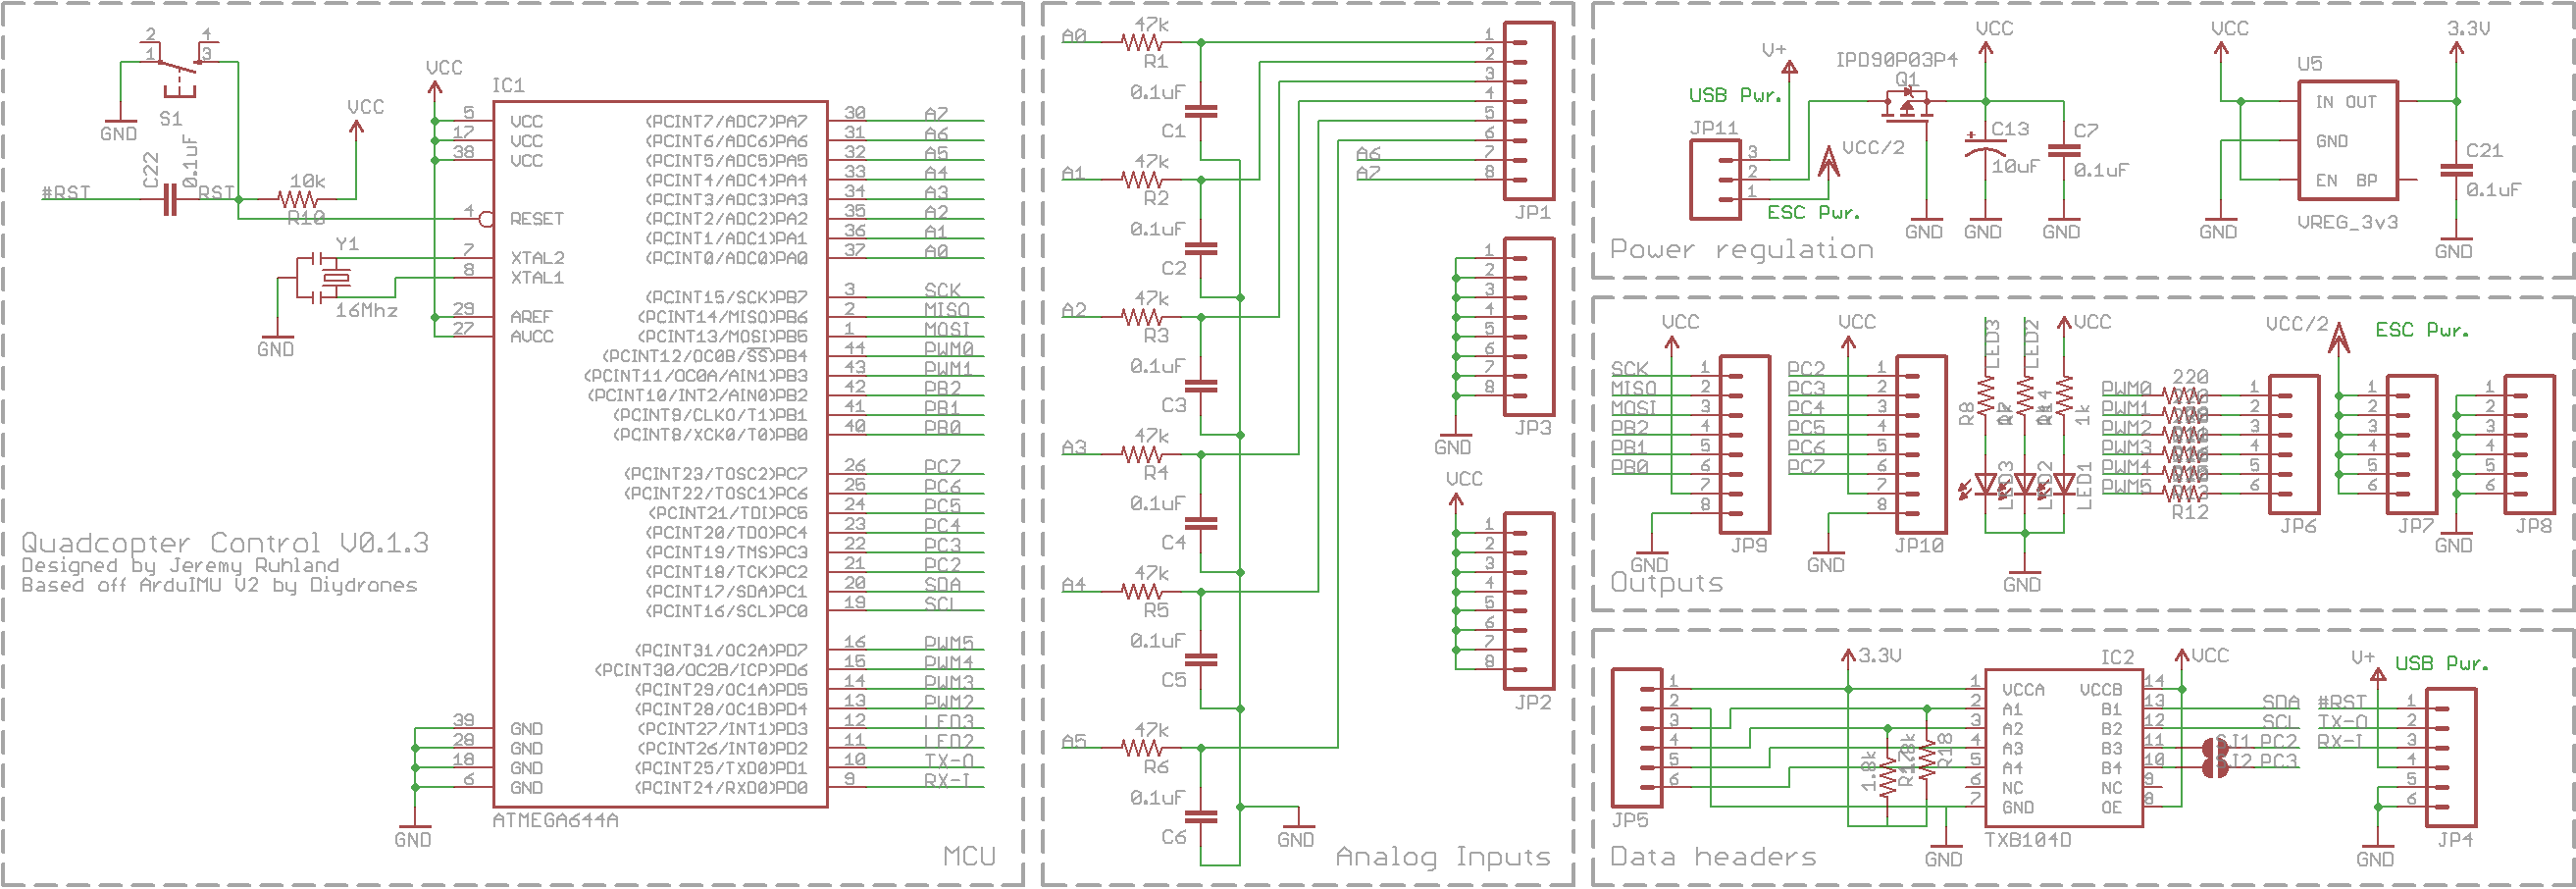 2 4
1 3
S1
GND
C22
0.1uF
#RST
RST
10k
R10
VCC
VCC
IC1
5 VCC
17 VCC
38 VCC
4 RESET
7 XTAL2
8 XTAL1
29 AREF
27 AVCC
39 GND
28 GND
18 GND
6 GND
GND
Y1
16Mhz
GND
(PCINT7/ADC7)PA7 30 A7
(PCINT6/ADC6)PA6 31 A6
(PCINT5/ADC5)PA5 32 A5
(PCINT4/ADC4)PA4 33 A4
(PCINT3/ADC3)PA3 34 A3
(PCINT2/ADC2)PA2 35 A2
(PCINT1/ADC1)PA1 36 A1
(PCINT0/ADC0)PA0 37 A0
(PCINT15/SCK)PB7 3 SCK
(PCINT14/MISO)PB6 2 MISO
(PCINT13/MOSI)PB5 1 MOSI
(PCINT12/OC0B/SS)PB4 44 PWM0
(PCINT11/OC0A/AIN1)PB3 43 PWM1
(PCINT10/INT2/AIN0)PB2 42 PB2
(PCINT9/CLKO/T1)PB1 41 PB1
(PCINT8/XCK0/T0)PB0 40 PB0
(PCINT23/TOSC2)PC7 26 PC7
(PCINT22/TOSC1)PC6 25 PC6
(PCINT21/TDI)PC5 24 PC5
(PCINT20/TDO)PC4 23 PC4
(PCINT19/TMS)PC3 22 PC3
(PCINT18/TCK)PC2 21 PC2
(PCINT17/SDA)PC1 20 SDA
(PCINT16/SCL)PC0 19 SCL
(PCINT31/OC2A)PD7 16 PWM5
(PCINT30/OC2B/ICP)PD6 15 PWM4
(PCINT29/OC1A)PD5 14 PWM3
(PCINT28/OC1B)PD4 13 PWM2
(PCINT27/INT1)PD3 12 LED3
(PCINT26/INT0)PD2 11 LED2
(PCINT25/TXD0)PD1 10 TX-O
(PCINT24/RXD0)PD0 9 RX-I
ATMEGA644A
Quadcopter Control V0.1.3
Designed by Jeremy Ruhland
Based off ArduIMU V2 by Diydrones
MCU
A0 47k R1
0.1uF C1
A1 47k R2
0.1uF C2
A2 47k R3
0.1uF C3
A3 47k R4
0.1uF C4
A4 47k R5
0.1uF C5
A5 47k R6
0.1uF C6
GND
1
2
3
4
5
6
A6 7
A7 8
JP1
1
2
3
4
5
6
7
8
JP3
GND
VCC
1
2
3
4
5
6
7
8
JP2
Analog Inputs
V+
USB Pwr.
JP11
3
2
1
VCC/2
ESC Pwr.
IPD90P03P4
Q1
GND
VCC
C13
10uF
GND
C7
0.1uF
GND
VCC
U5
IN OUT
GND
EN BP
VREG_3v3
GND
3.3V
C21
0.1uF
GND
Power regulation
VCC
SCK 1
MISO 2
MOSI 3
PB2 4
PB1 5
PB0 6
7
8
JP9
GND
VCC
PC2 1
PC3 2
PC4 3
PC5 4
PC6 5
PC7 6
7
8
JP10
GND
LED3
LED2
VCC
R8
1k
LED3
LED2
LED1
GND
PWM0 220 1
PWM1 2
PWM2 3
PWM3 4
PWM4 5
PWM5 6
R12
JP6
VCC/2
ESC Pwr.
1
2
3
4
5
6
JP7
1
2
3
4
5
6
JP8
GND
Outputs
1
2
3
4
5
6
JP5
3.3V
1.8k
R18
GND
IC2
1 VCCA VCCB 14
2 A1 B1 13 SDA
3 A2 B2 12 SCL
4 A3 B3 11 PC2
5 A4 B4 10 PC3
6 NC NC 9
7 GND OE 8
TXB104D
VCC
V+
USB Pwr.
#RST 1
TX-O 2
RX-I 3
4
5
6
JP4
GND
Data headers